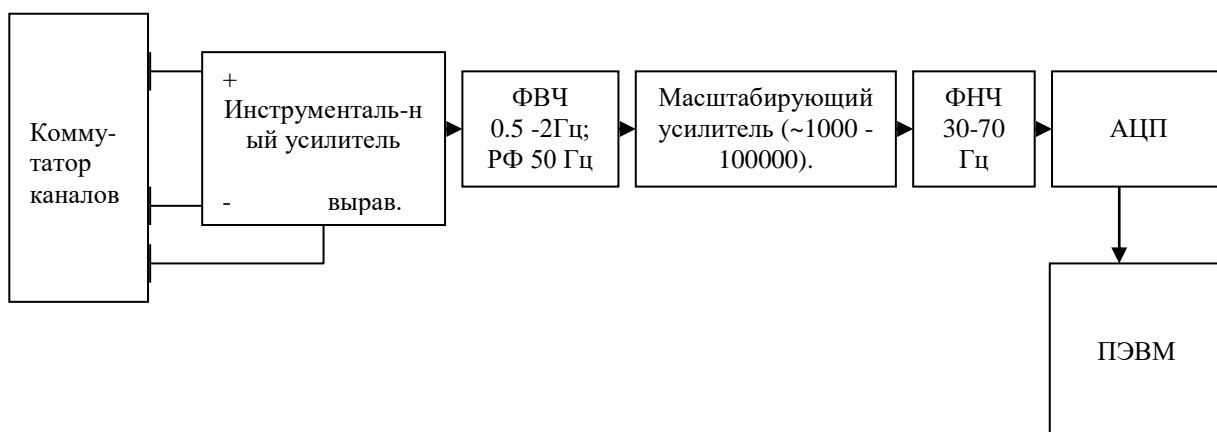 Комму-
татор
каналов
+
Инструменталь-н
ый усилитель
- вырав.
ФВЧ
0.5 -2Гц;
РФ 50 Гц
Масштабирующий
усилитель (~1000 -
100000).
ФНЧ
30-70
Гц
АЦП
ПЭВМ